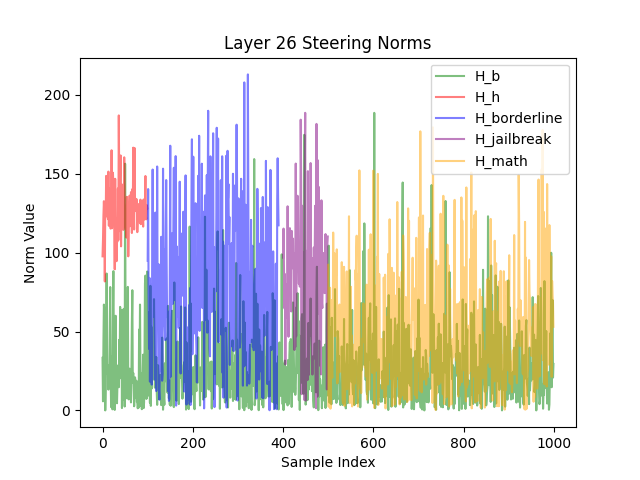 Layer 26 Steering Norms
H_b
H_h
H_borderline
H_jailbreak
H_math
Norm Value
200
150
100
50
0
0
200
400
600
800
1000
Sample Index